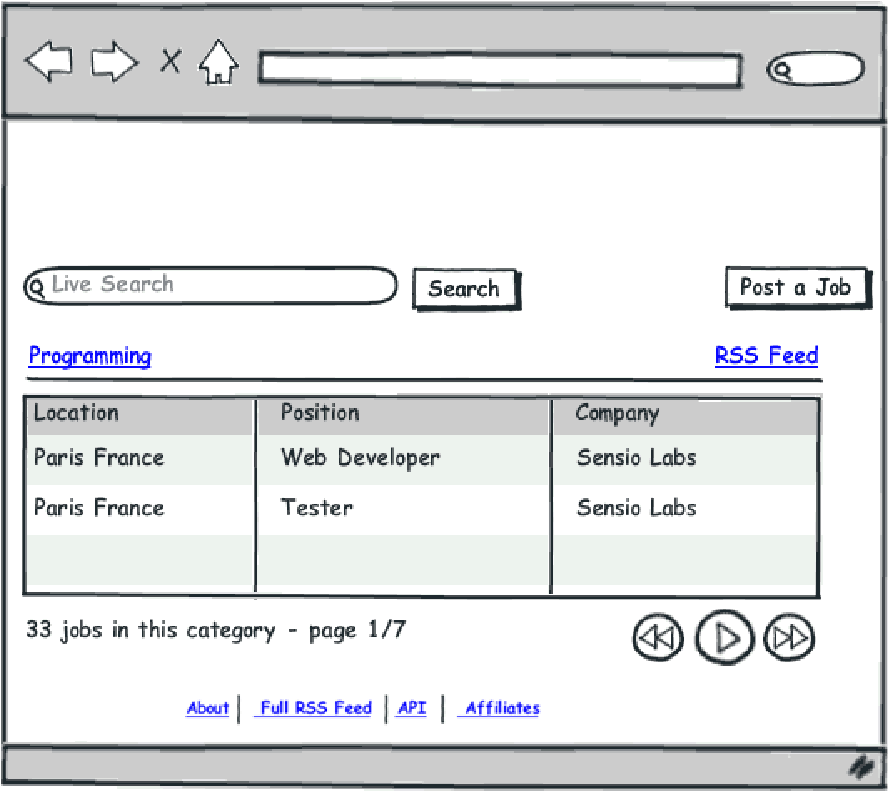 Live Search Search Post a Job
Programming RSS Feed
Location Position Company
Paris France Web Developer Sensio Labs
Paris France Tester Sensio Labs
33 jobs in this category - page 1/7
About Full RSS Feed API Affiliates